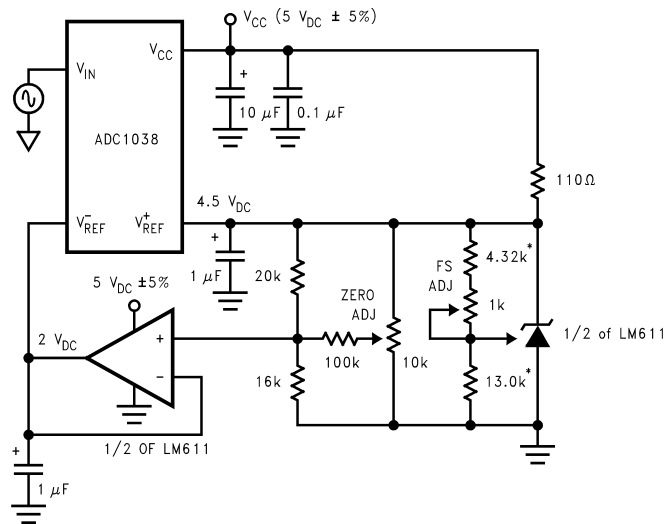 V_CC (5 V_DC ± 5%)
V_CC
V_IN
+
10 µF
0.1 µF
ADC1038
110Ω
4.5 V_DC
V⁻_REF
V⁺_REF
+
1 µF
20k
4.32k*
FS
ADJ
1k
5 V_DC ±5%
ZERO
ADJ
2 V_DC
+
100k
10k
1/2 of LM611
−
16k
13.0k*
1/2 OF LM611
+
1 µF